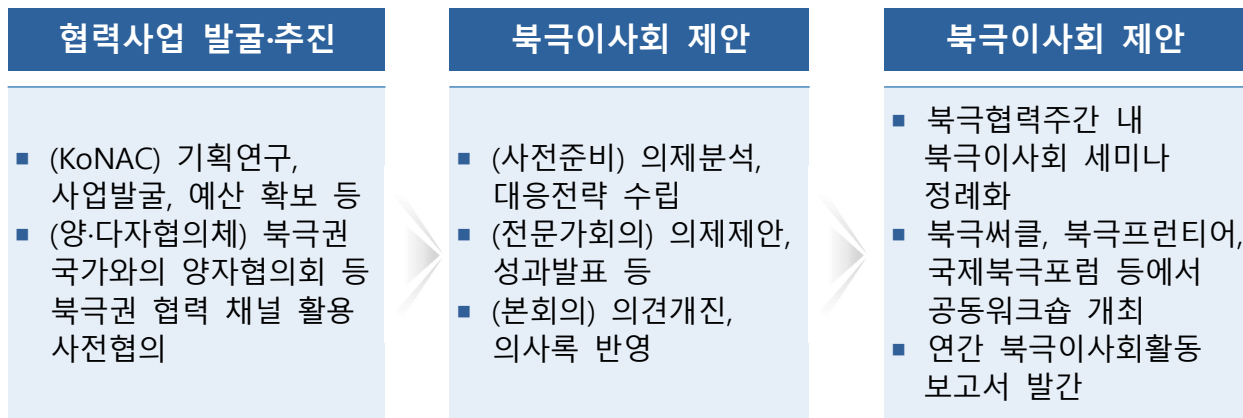 협력사업 발굴·추진
▪ (KoNAC) 기획연구,
사업발굴, 예산 확보 등
▪ (양·다자협의체) 북극권
국가와의 양자협의회 등
북극권 협력 채널 활용
사전협의
북극이사회 제안
▪ (사전준비) 의제분석,
대응전략 수립
▪ (전문가회의) 의제제안,
성과발표 등
▪ (본회의) 의견개진,
의사록 반영
북극이사회 제안
▪ 북극협력주간 내
북극이사회 세미나
정례화
▪ 북극써클, 북극프런티어,
국제북극포럼 등에서
공동워크숍 개최
▪ 연간 북극이사회활동
보고서 발간